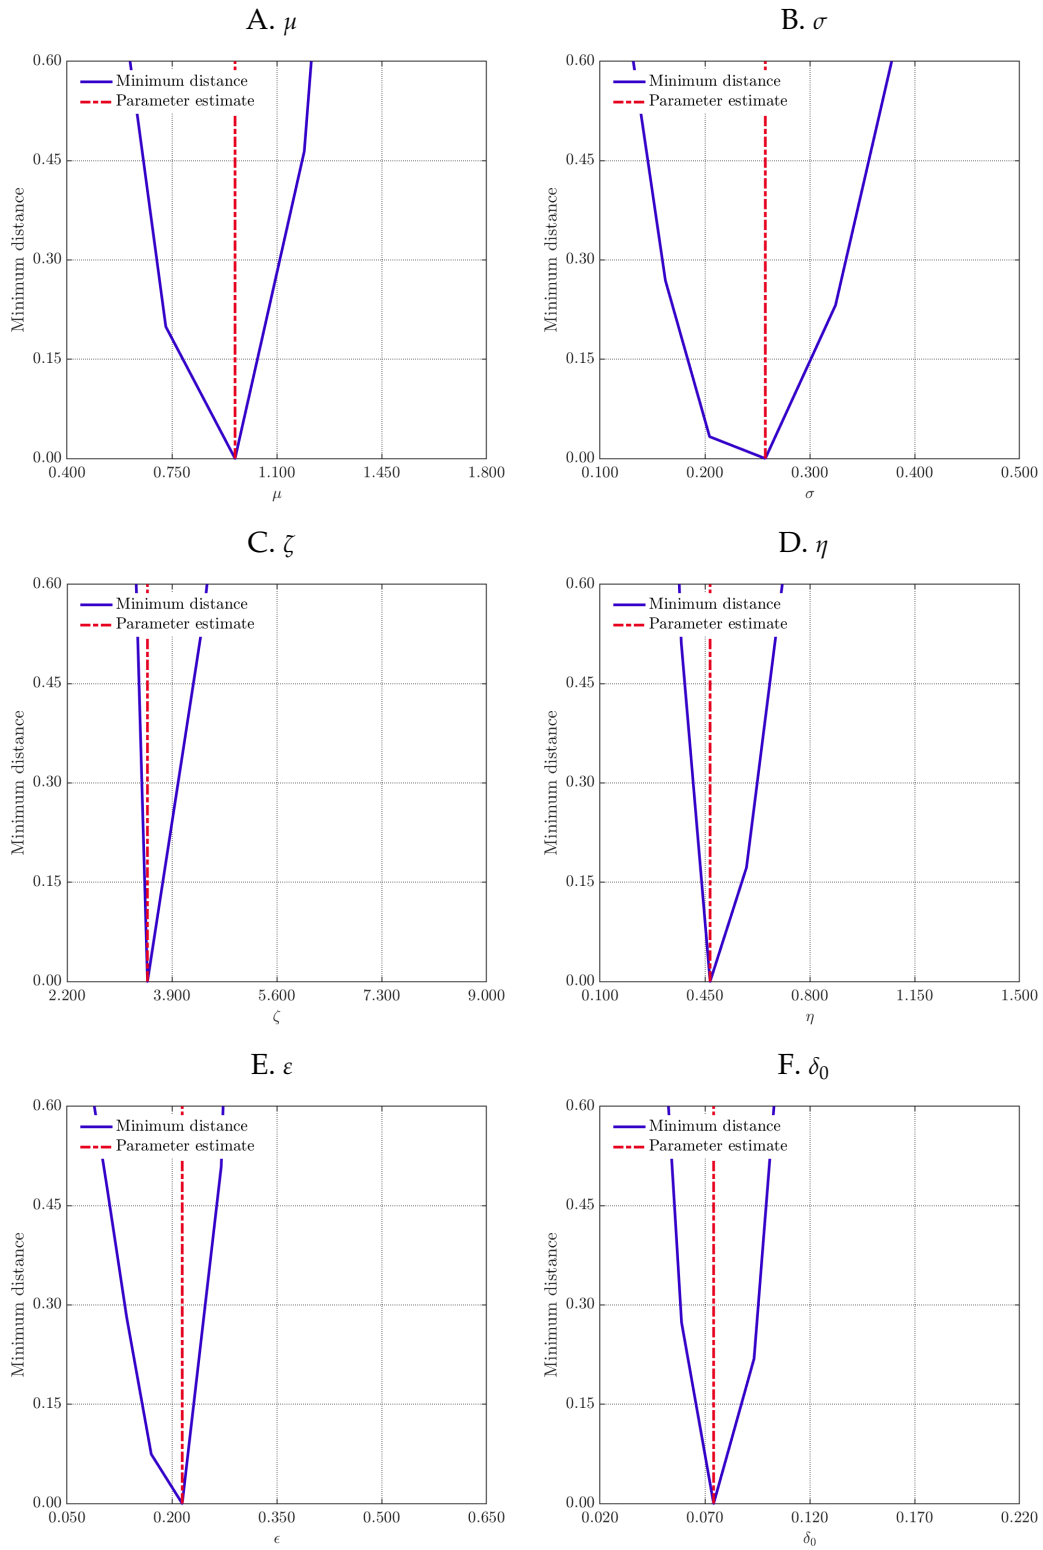 A. μ
0.60
0.45
0.30
0.15
0.00
Minimum distance
Minimum distance
Parameter estimate
0.400 0.750 1.100 1.450 1.800
μ
B. σ
0.60
0.45
0.30
0.15
0.00
Minimum distance
Minimum distance
Parameter estimate
0.100 0.200 0.300 0.400 0.500
σ
C. ζ
0.60
0.45
0.30
0.15
0.00
Minimum distance
Minimum distance
Parameter estimate
2.200 3.900 5.600 7.300 9.000
ζ
D. η
0.60
0.45
0.30
0.15
0.00
Minimum distance
Minimum distance
Parameter estimate
0.100 0.450 0.800 1.150 1.500
η
E. ε
0.60
0.45
0.30
0.15
0.00
Minimum distance
Minimum distance
Parameter estimate
0.050 0.200 0.350 0.500 0.650
ϵ
F. δ₀
0.60
0.45
0.30
0.15
0.00
Minimum distance
Minimum distance
Parameter estimate
0.020 0.070 0.120 0.170 0.220
δ₀